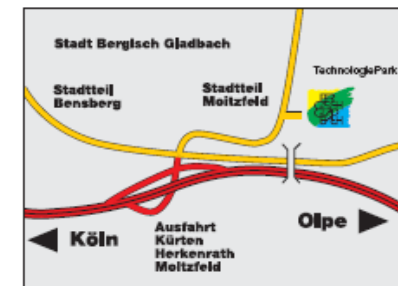 Stadt Bergisch Gladbach
TechnologiePark
Stadtteil
Bensberg
Stadtteil
Moitzfeld
Köln
Ausfahrt
Kürten
Herkenrath
Moitzfeld
Olpe